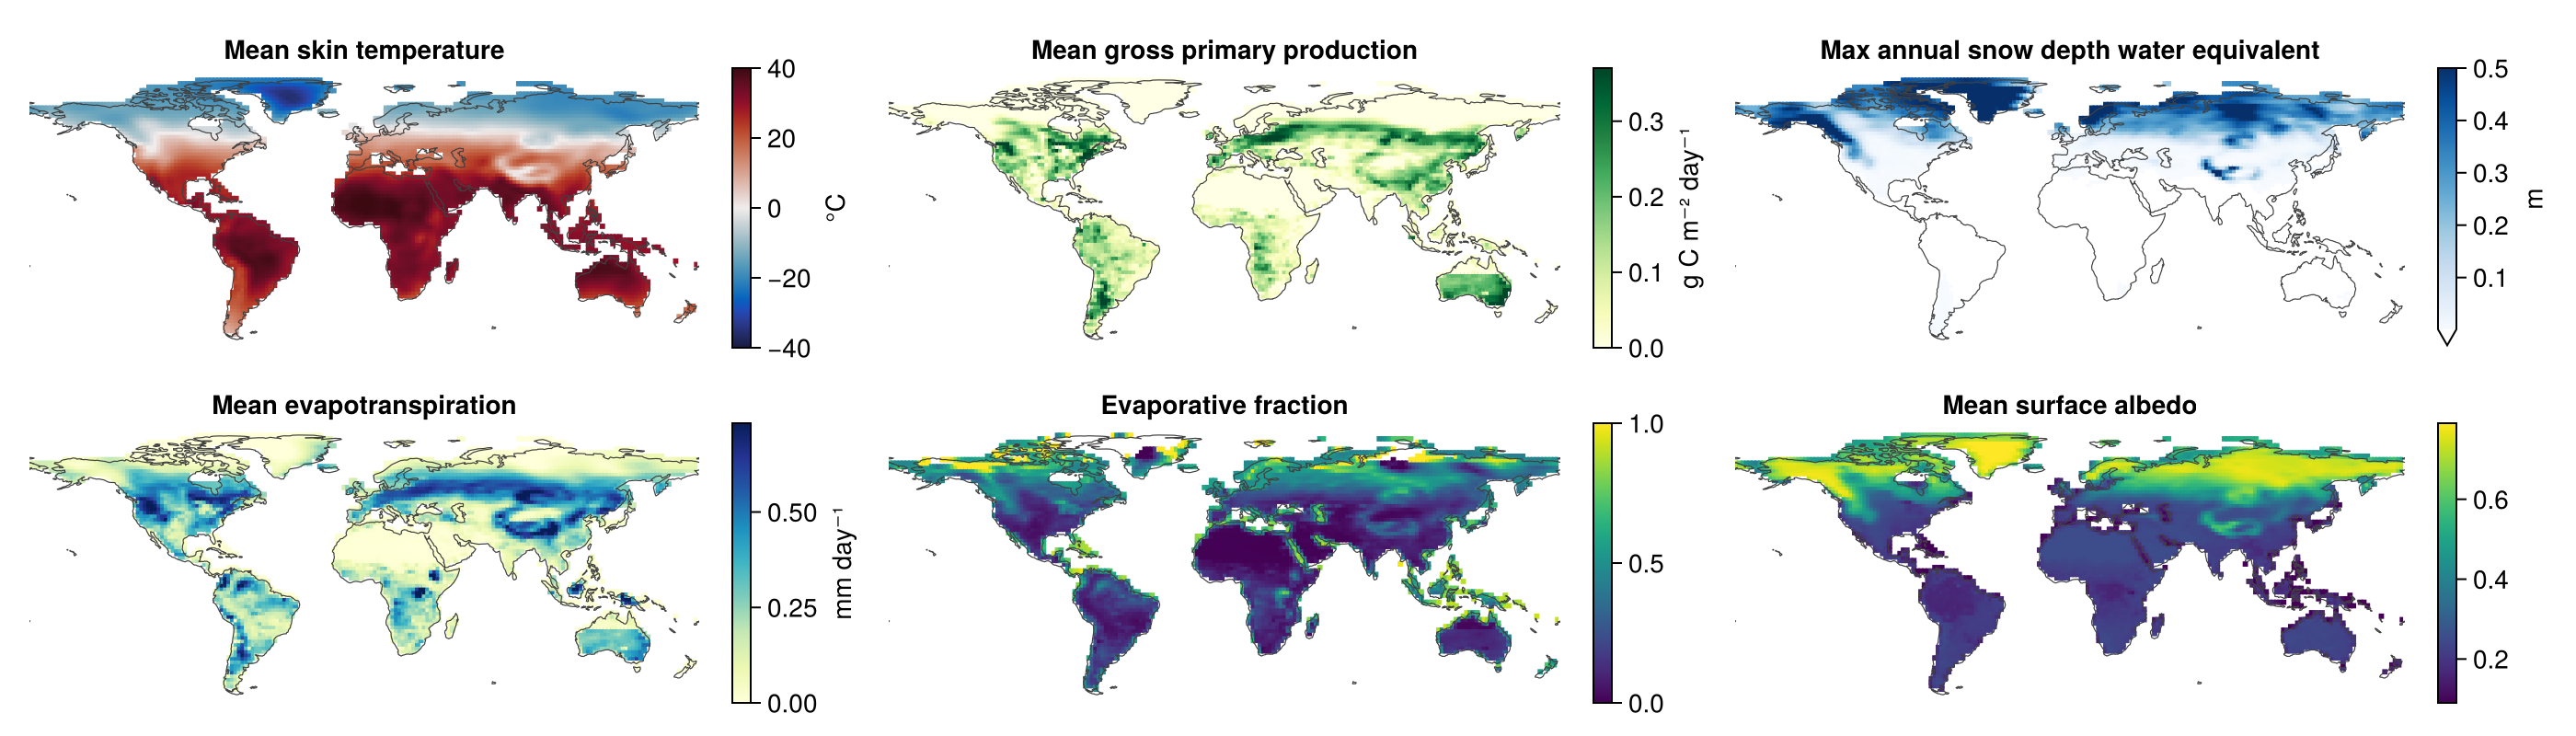 Mean skin temperature
40
20
0
−20
−40
°C
Mean gross primary production
0.3
0.2
0.1
0.0
g C m⁻² day⁻¹
Max annual snow depth water equivalent
0.5
0.4
0.3
0.2
0.1
m
Mean evapotranspiration
0.50
0.25
0.00
mm day⁻¹
Evaporative fraction
1.0
0.5
0.0
Mean surface albedo
0.6
0.4
0.2